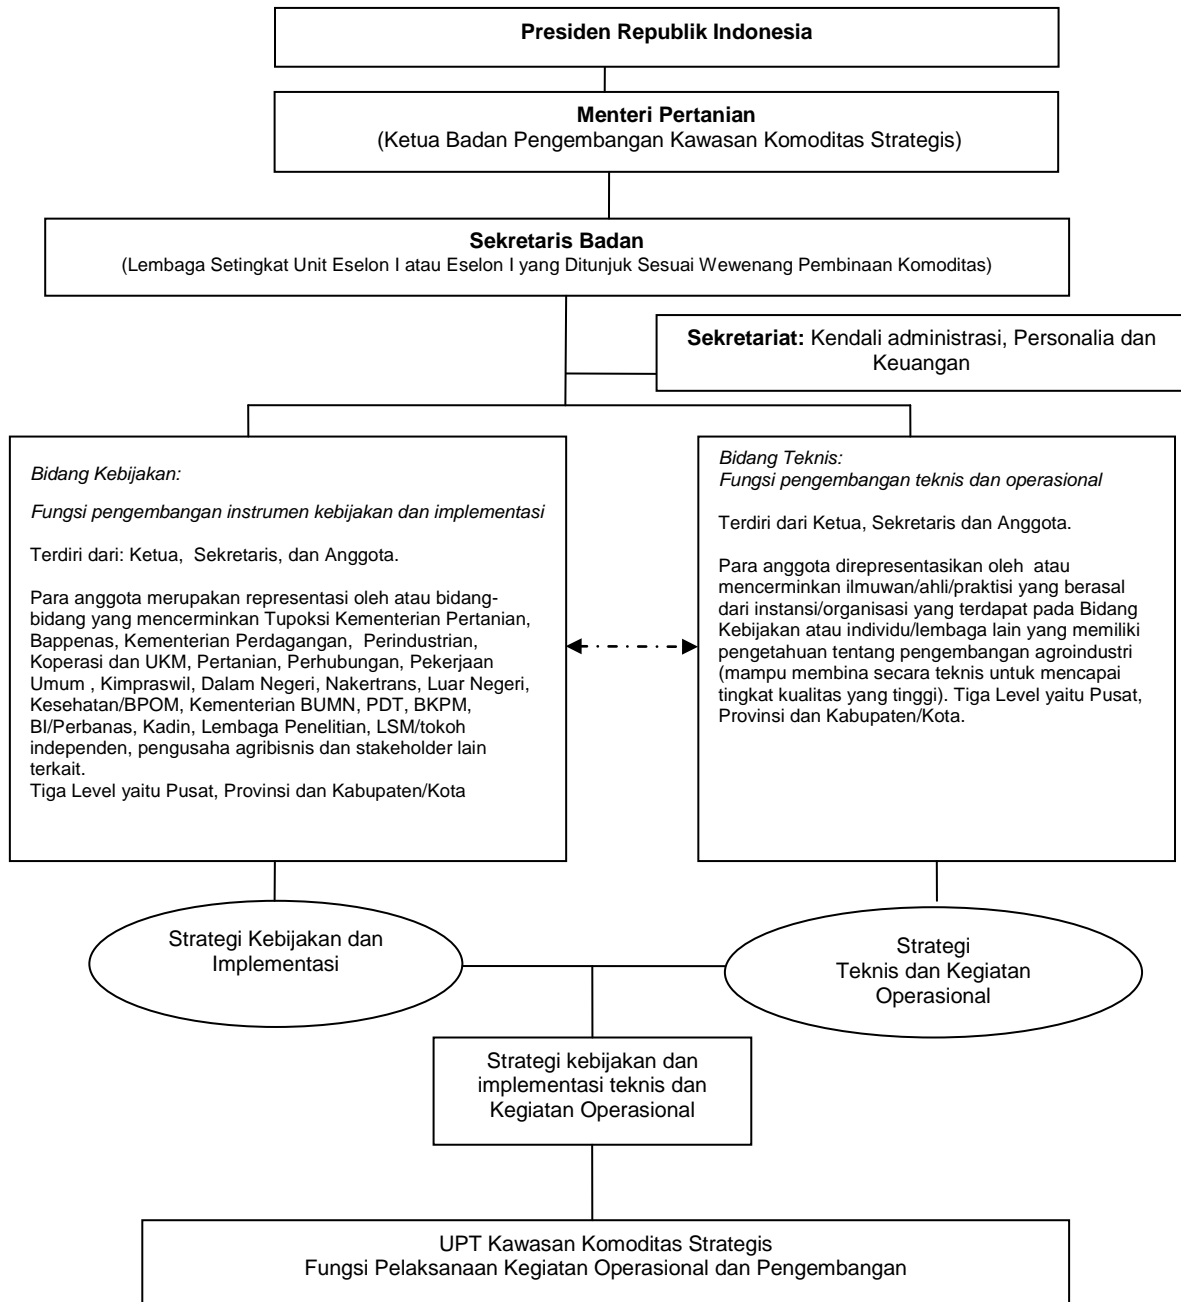 Presiden Republik Indonesia
Menteri Pertanian
(Ketua Badan Pengembangan Kawasan Komoditas Strategis)
Sekretaris Badan
(Lembaga Setingkat Unit Eselon I atau Eselon I yang Ditunjuk Sesuai Wewenang Pembinaan Komoditas)
Sekretariat: Kendali administrasi, Personalia dan
Keuangan
Bidang Kebijakan:
Fungsi pengembangan instrumen kebijakan dan implementasi
Terdiri dari: Ketua, Sekretaris, dan Anggota.
Para anggota merupakan representasi oleh atau bidang-
bidang yang mencerminkan Tupoksi Kementerian Pertanian,
Bappenas, Kementerian Perdagangan, Perindustrian,
Koperasi dan UKM, Pertanian, Perhubungan, Pekerjaan
Umum , Kimpraswil, Dalam Negeri, Nakertrans, Luar Negeri,
Kesehatan/BPOM, Kementerian BUMN, PDT, BKPM,
BI/Perbanas, Kadin, Lembaga Penelitian, LSM/tokoh
independen, pengusaha agribisnis dan stakeholder lain
terkait.
Tiga Level yaitu Pusat, Provinsi dan Kabupaten/Kota
Bidang Teknis:
Fungsi pengembangan teknis dan operasional
Terdiri dari Ketua, Sekretaris dan Anggota.
Para anggota direpresentasikan oleh atau
mencerminkan ilmuwan/ahli/praktisi yang berasal
dari instansi/organisasi yang terdapat pada Bidang
Kebijakan atau individu/lembaga lain yang memiliki
pengetahuan tentang pengembangan agroindustri
(mampu membina secara teknis untuk mencapai
tingkat kualitas yang tinggi). Tiga Level yaitu Pusat,
Provinsi dan Kabupaten/Kota.
Strategi Kebijakan dan
Implementasi
Strategi
Teknis dan Kegiatan
Operasional
Strategi kebijakan dan
implementasi teknis dan
Kegiatan Operasional
UPT Kawasan Komoditas Strategis
Fungsi Pelaksanaan Kegiatan Operasional dan Pengembangan